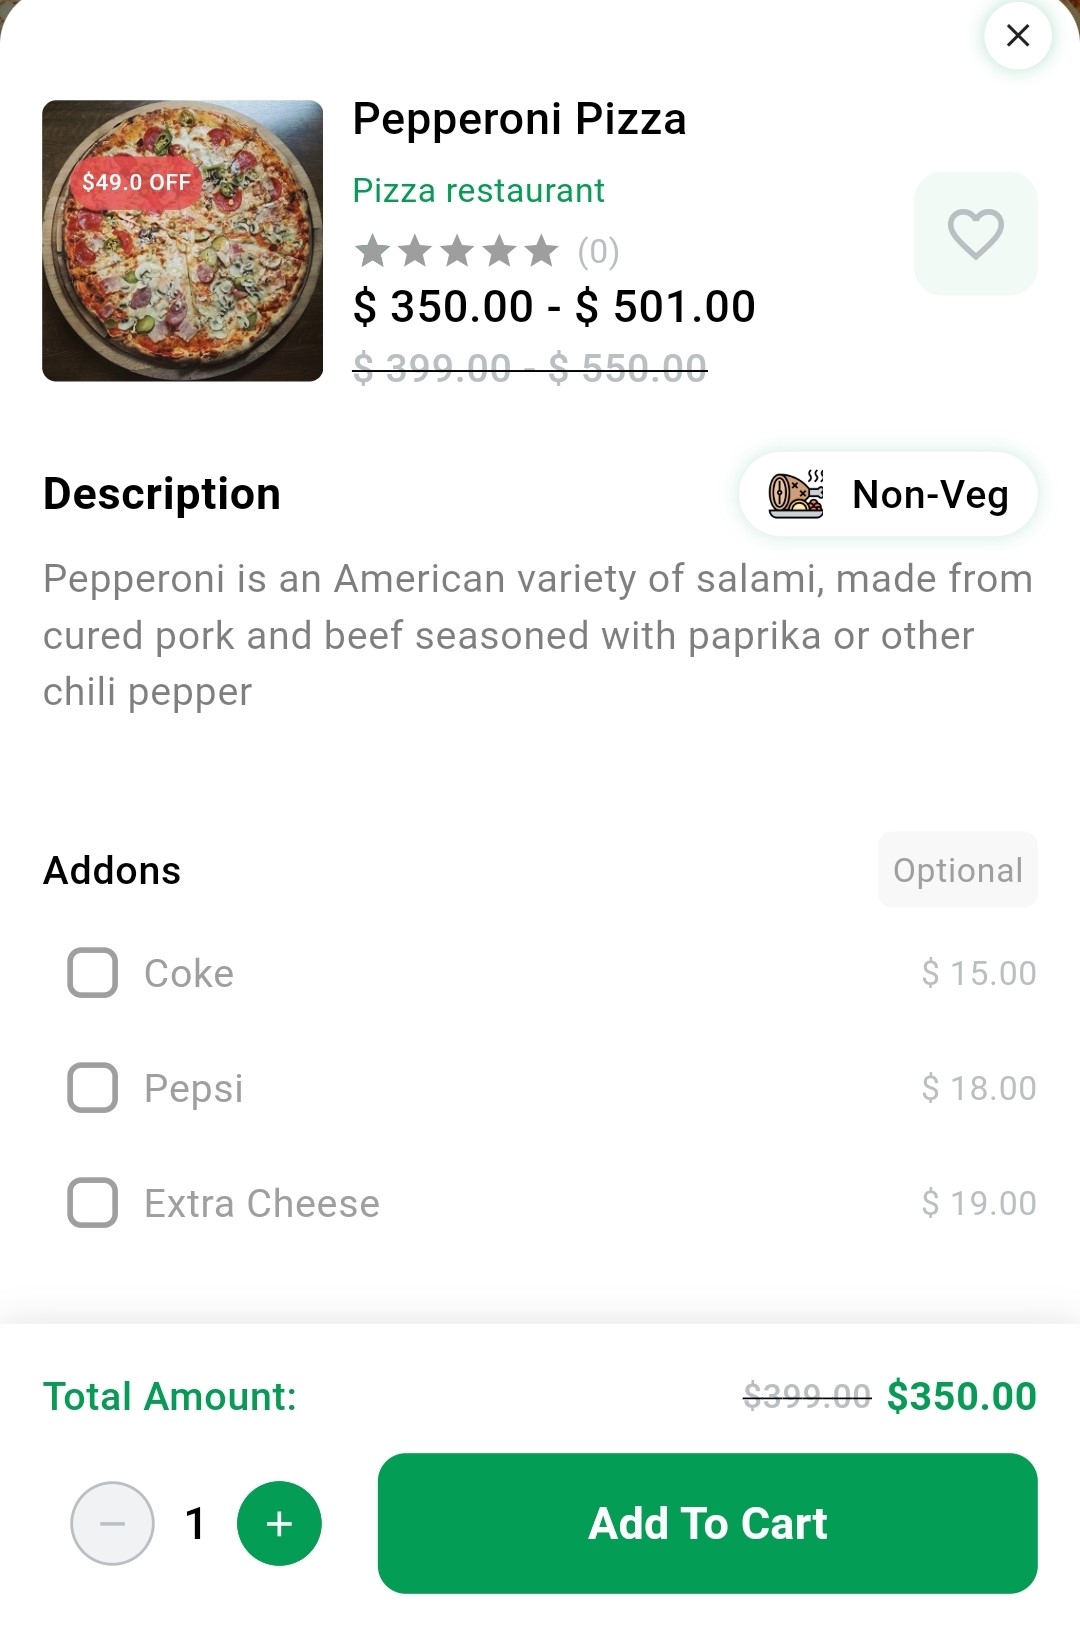 Pepperoni Pizza
$49.0 OFF
Pizza restaurant
(0)
$ 350.00 - $ 501.00
$ 399.00 - $ 550.00
Description
Non-Veg
Pepperoni is an American variety of salami, made from
cured pork and beef seasoned with paprika or other
chili pepper
Addons
Optional
Coke
$ 15.00
Pepsi
$ 18.00
Extra Cheese
$ 19.00
Total Amount:
$399.00 $350.00
1
Add To Cart